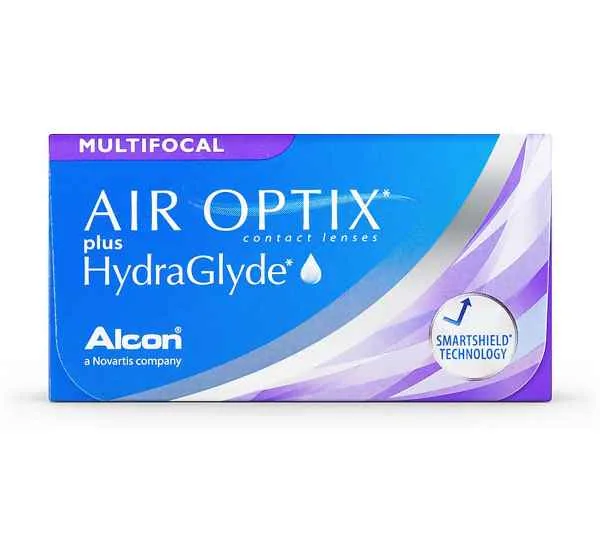 MULTIFOCAL
AIR OPTIX*
contact lenses
plus
HydraGlyde*
Alcon®
a Novartis company
SMARTSHIELD*
TECHNOLOGY